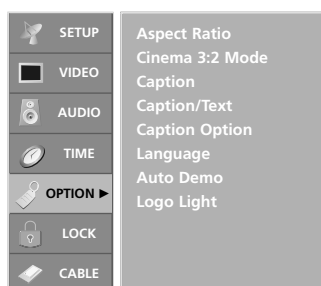 SETUP
VIDEO
AUDIO
TIME
OPTION ►
LOCK
CABLE
Aspect Ratio
Cinema 3:2 Mode
Caption
Caption/Text
Caption Option
Language
Auto Demo
Logo Light